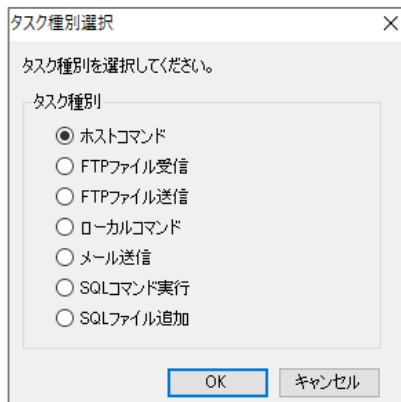 タスク種別選択
タスク種別を選択してください。
タスク種別
ホストコマンド
FTPファイル受信
FTPファイル送信
ローカルコマンド
メール送信
SQLコマンド実行
SQLファイル追加
OK キャンセル